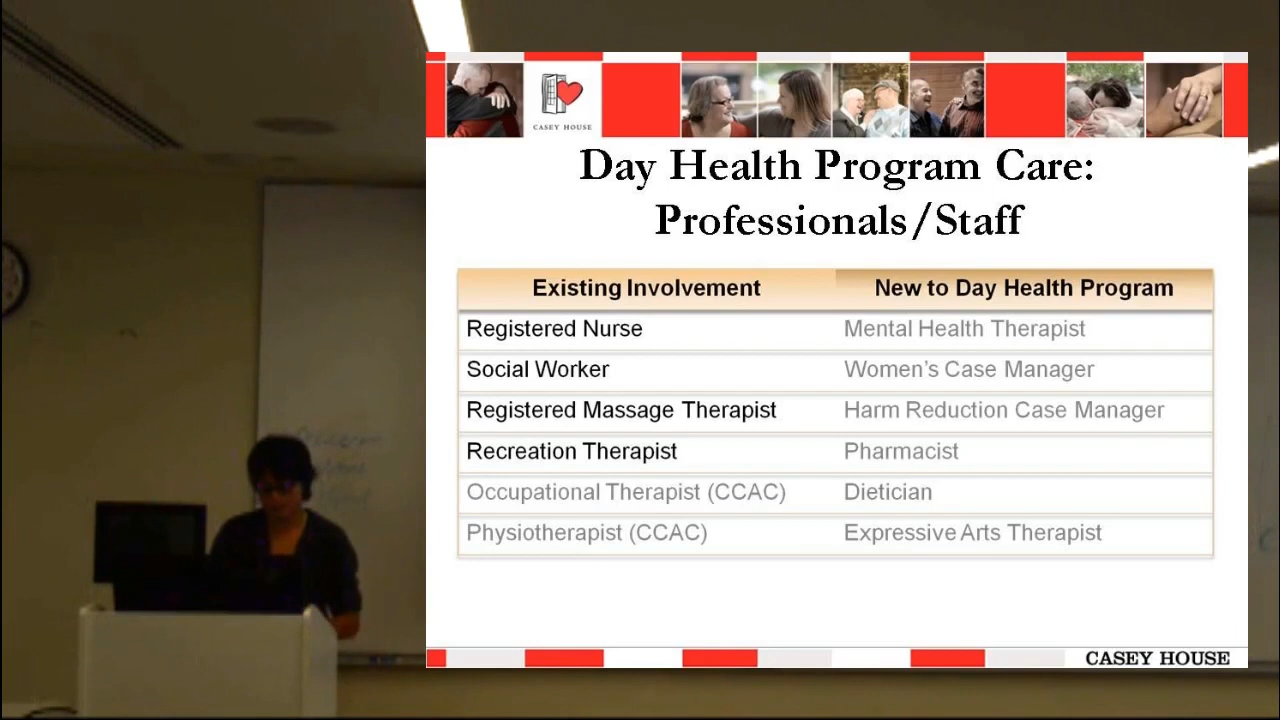 CASEY HOUSE
Day Health Program Care:
Professionals/Staff
Existing Involvement New to Day Health Program
Registered Nurse Mental Health Therapist
Social Worker Women's Case Manager
Registered Massage Therapist Harm Reduction Case Manager
Recreation Therapist Pharmacist
Occupational Therapist (CCAC) Dietician
Physiotherapist (CCAC) Expressive Arts Therapist
CASEY HOUSE